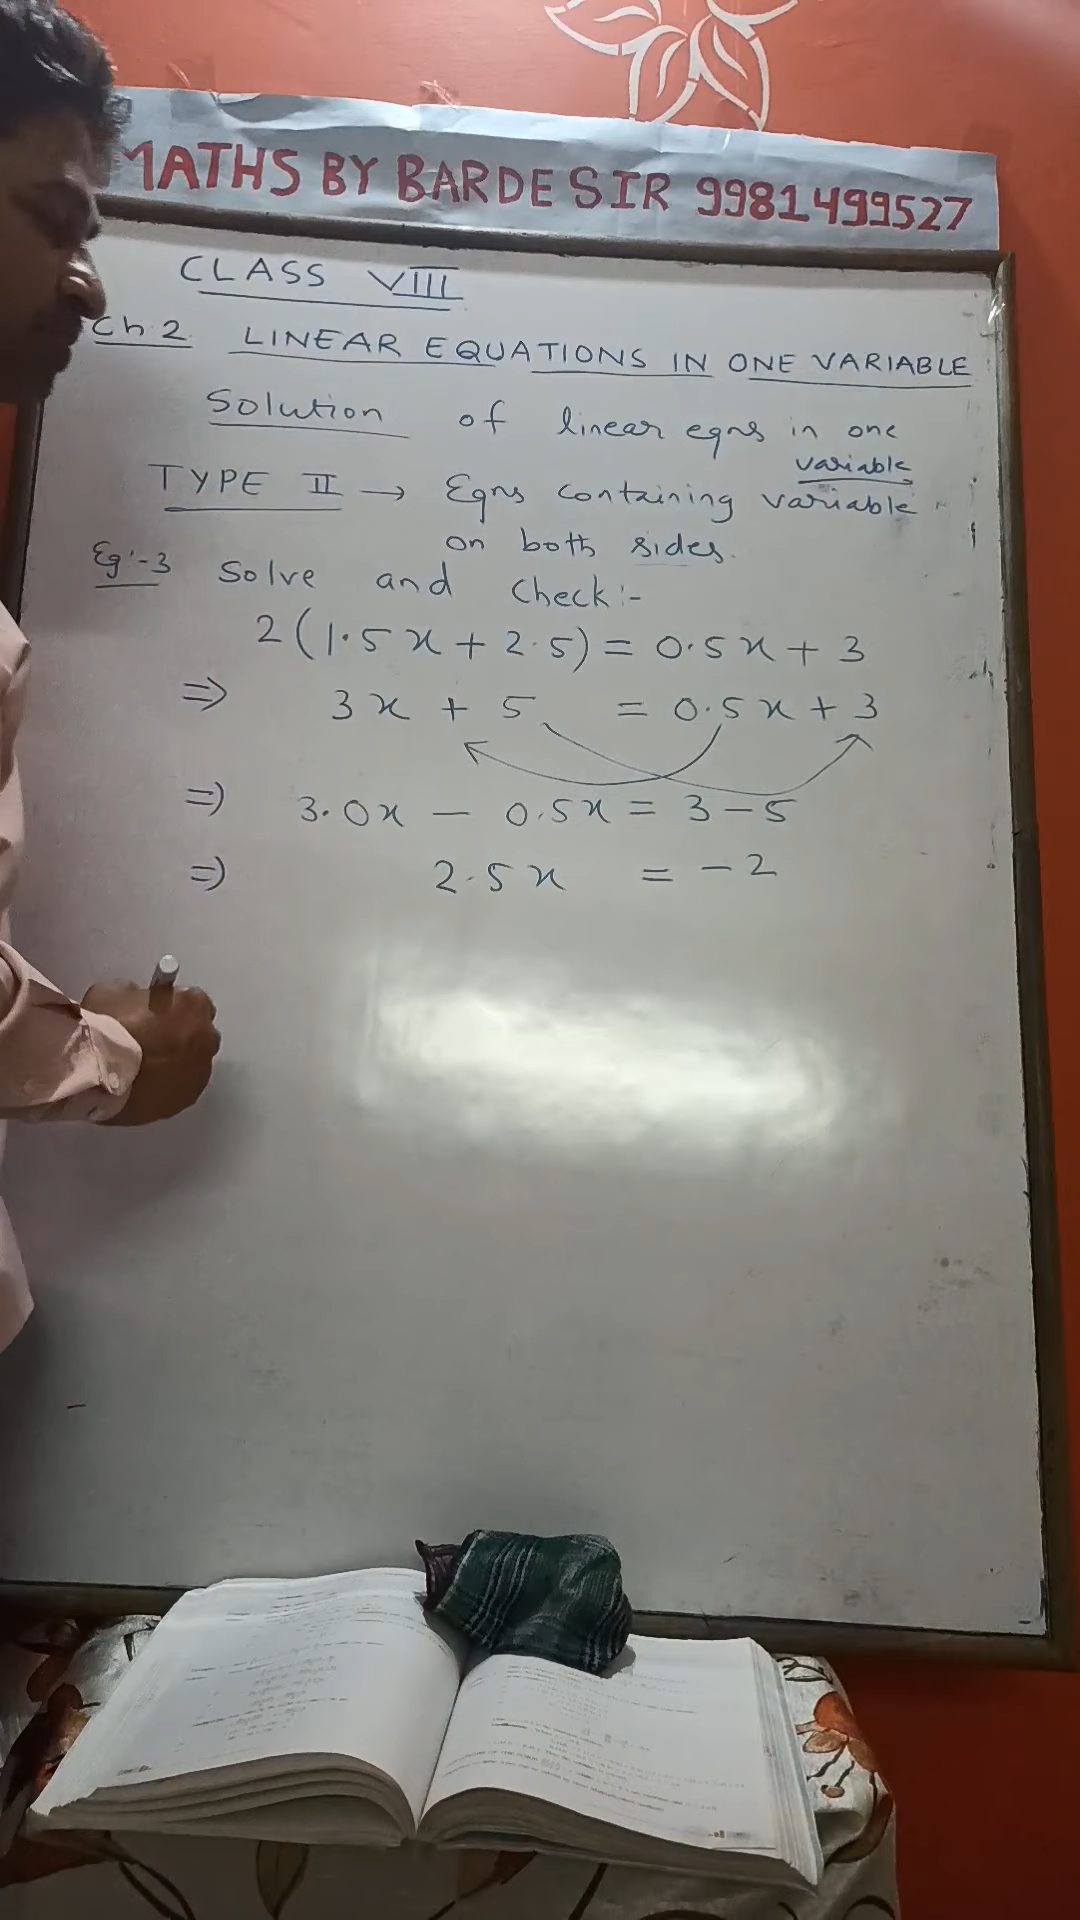 MATHS BY BARDE SIR 9981499527
CLASS VIII
Ch.2 LINEAR EQUATIONS IN ONE VARIABLE
Solution of linear eqns in one variable
TYPE II → Eqns containing variable
on both sides.
Eg:-3 Solve and Check:-
2(1.5x + 2.5) = 0.5x + 3
⇒ 3x + 5 = 0.5x + 3
⇒ 3.0x - 0.5x = 3 - 5
⇒ 2.5x = -2